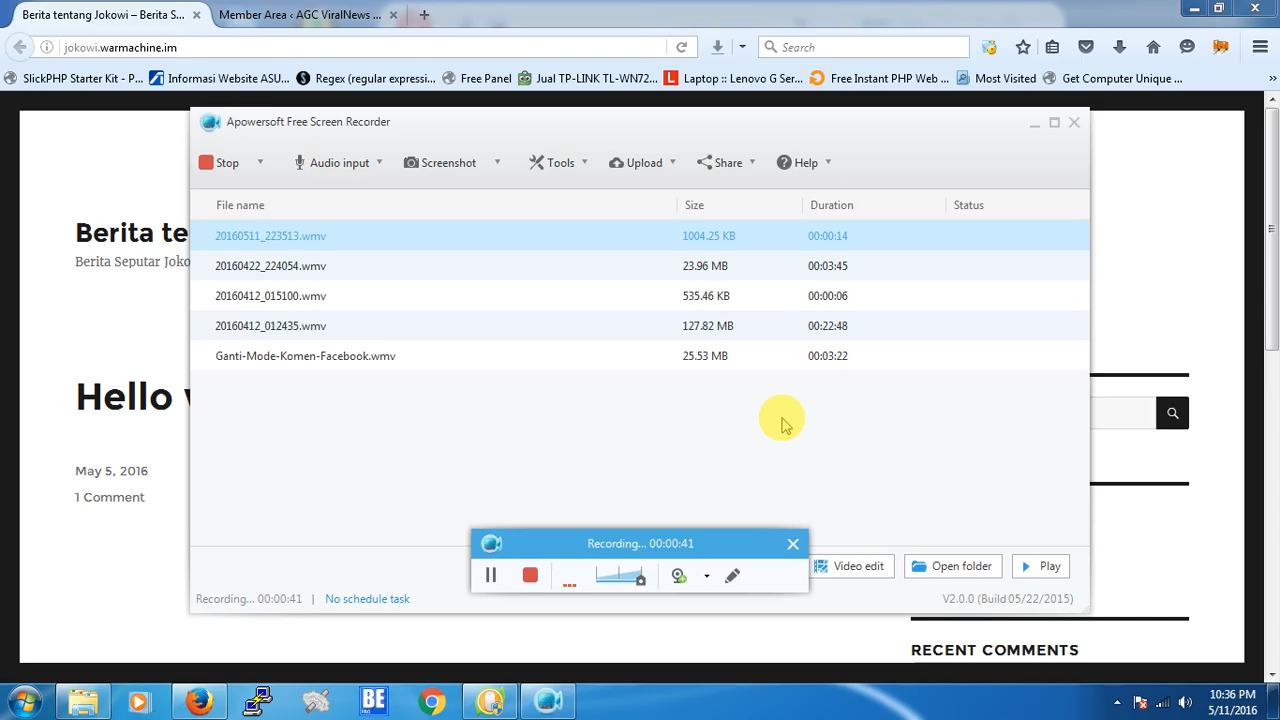 Berita tentang Jokowi – Berita S...
Member Area ‹ AGC ViralNews ...
jokowi.warmachine.im
Search
SlickPHP Starter Kit - P...
Informasi Website ASU...
Regex (regular expressi...
Free Panel
Jual TP-LINK TL-WN72...
Laptop :: Lenovo G Ser...
Free Instant PHP Web ...
Most Visited
Get Computer Unique ...
Apowersoft Free Screen Recorder
Stop
Audio input
Screenshot
Tools
Upload
Share
Help
File name Size Duration Status
20160511_223513.wmv 1004.25 KB 00:00:14
20160422_224054.wmv 23.96 MB 00:03:45
20160412_015100.wmv 535.46 KB 00:00:06
20160412_012435.wmv 127.82 MB 00:22:48
Ganti-Mode-Komen-Facebook.wmv 25.53 MB 00:03:22
Berita te
Berita Seputar Joko
Hello
May 5, 2016
1 Comment
Recording... 00:00:41
Video edit
Open folder
Play
Recording... 00:00:41 | No schedule task
V2.0.0 (Build 05/22/2015)
RECENT COMMENTS
BE
PRO
10:36 PM
5/11/2016